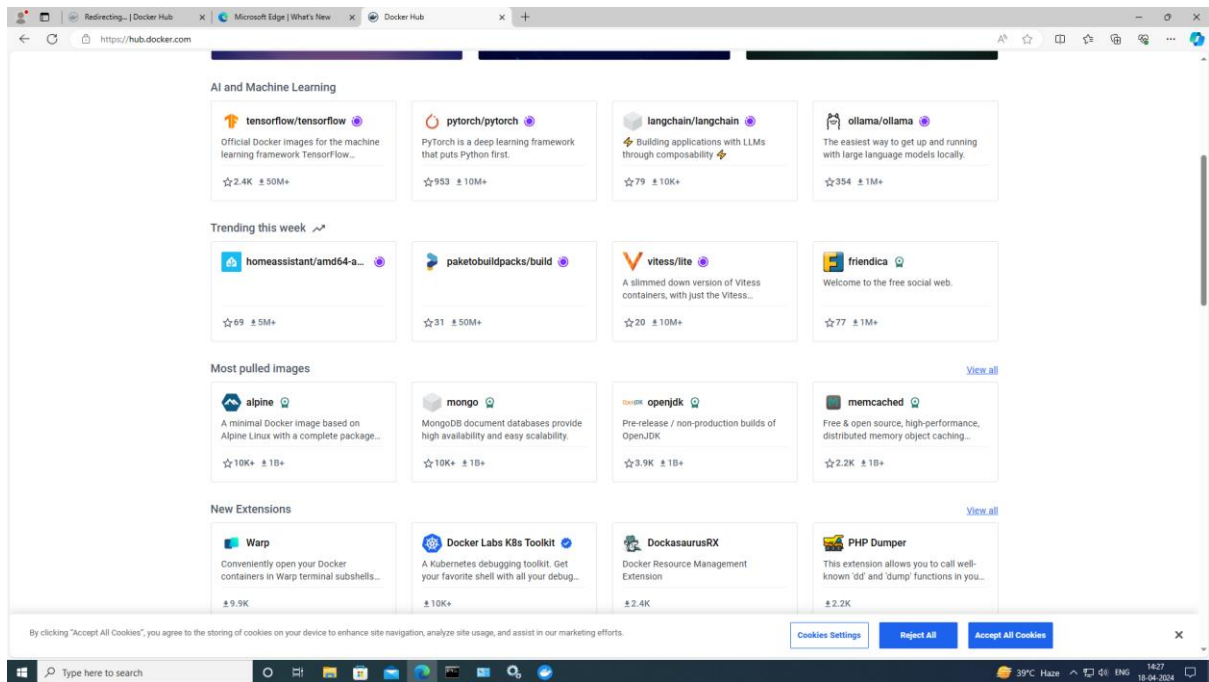 Redirecting... | Docker Hub
Microsoft Edge | What's New
Docker Hub
https://hub.docker.com
AI and Machine Learning
tensorflow/tensorflow
pytorch/pytorch
langchain/langchain
ollama/ollama
Official Docker images for the machine
learning framework TensorFlow...
PyTorch is a deep learning framework
that puts Python first.
⚡ Building applications with LLMs
through composability ⚡
The easiest way to get up and running
with large language models locally.
2.4K 50M+
953 10M+
79 10K+
354 1M+
Trending this week
homeassistant/amd64-a...
paketobuildpacks/build
vitess/lite
friendica
A slimmed down version of Vitess
containers, with just the Vitess...
Welcome to the free social web.
69 5M+
31 50M+
20 10M+
77 1M+
Most pulled images
View all
alpine
mongo
openjdk
memcached
A minimal Docker image based on
Alpine Linux with a complete package...
MongoDB document databases provide
high availability and easy scalability.
Pre-release / non-production builds of
OpenJDK
Free & open source, high-performance,
distributed memory object caching...
10K+ 1B+
10K+ 1B+
3.9K 1B+
2.2K 1B+
New Extensions
View all
Warp
Docker Labs K8s Toolkit
DockasaurusRX
PHP Dumper
Conveniently open your Docker
containers in Warp terminal subshells...
A Kubernetes debugging toolkit. Get
your favorite shell with all your debug...
Docker Resource Management
Extension
This extension allows you to call well-
known 'dd' and 'dump' functions in you...
9.9K
10K+
2.4K
2.2K
By clicking "Accept All Cookies", you agree to the storing of cookies on your device to enhance site navigation, analyze site usage, and assist in our marketing efforts.
Cookies Settings
Reject All
Accept All Cookies
Type here to search
39°C Haze
ENG
14:27
18-04-2024